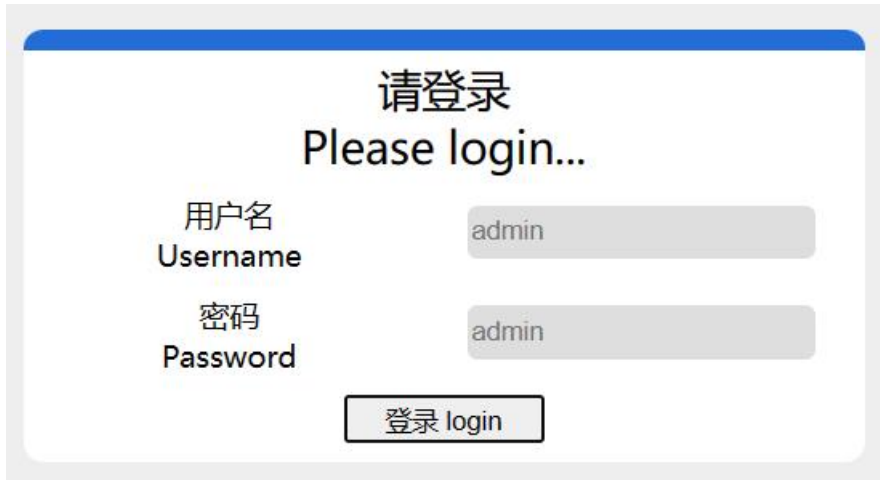 请登录
Please login...
用户名
Username
admin
密码
Password
admin
登录 login